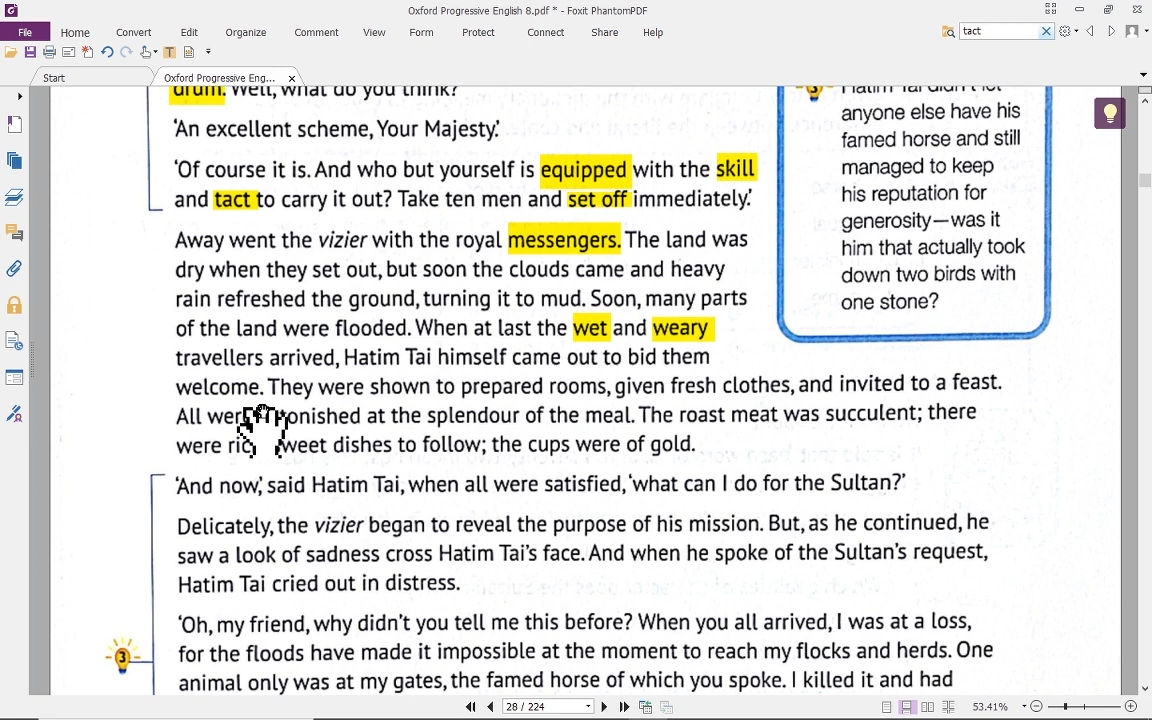 Oxford Progressive English 8.pdf * - Foxit PhantomPDF
File Home Convert Edit Organize Comment View Form Protect Connect Share Help
tact
Start
Oxford Progressive Eng...
drum. Well, what do you think?
'An excellent scheme, Your Majesty.'
'Of course it is. And who but yourself is equipped with the skill
and tact to carry it out? Take ten men and set off immediately.'
Away went the vizier with the royal messengers. The land was
dry when they set out, but soon the clouds came and heavy
rain refreshed the ground, turning it to mud. Soon, many parts
of the land were flooded. When at last the wet and weary
travellers arrived, Hatim Tai himself came out to bid them
welcome. They were shown to prepared rooms, given fresh clothes, and invited to a feast.
All were at the splendour of the meal. The roast meat was succulent; there
were dishes to follow; the cups were of gold.
'And now,' said Hatim Tai, when all were satisfied, 'what can I do for the Sultan?'
Delicately, the vizier began to reveal the purpose of his mission. But, as he continued, he
saw a look of sadness cross Hatim Tai's face. And when he spoke of the Sultan's request,
Hatim Tai cried out in distress.
'Oh, my friend, why didn't you tell me this before? When you all arrived, I was at a loss,
for the floods have made it impossible at the moment to reach my flocks and herds. One
3
animal only was at my gates, the famed horse of which you spoke. I killed it and had
3
Hatim Tai didn't let
anyone else have his
famed horse and still
managed to keep
his reputation for
generosity—was it
him that actually took
down two birds with
one stone?
28 / 224
53.41%